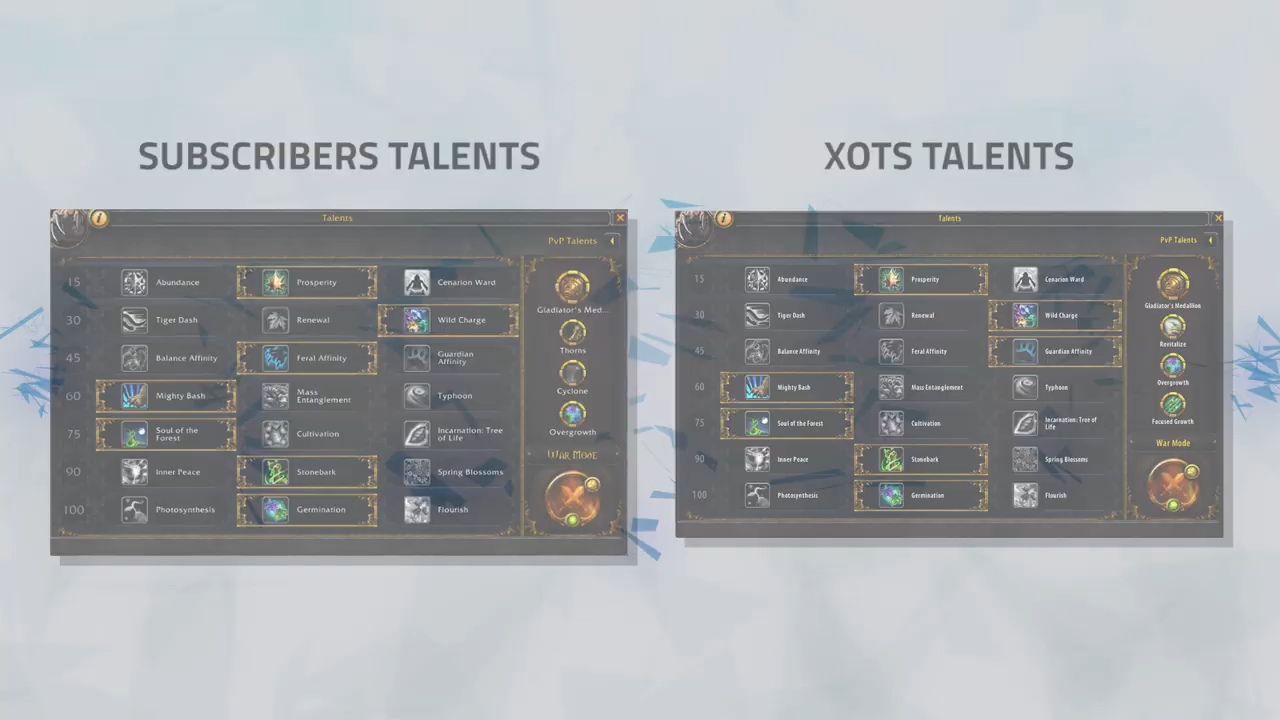 SUBSCRIBERS TALENTS
Talents
PvP Talents
15 Abundance Prosperity Cenarion Ward
Gladiator's Med...
30 Tiger Dash Renewal Wild Charge
Thorns
45 Balance Affinity Feral Affinity Guardian
Affinity
Cyclone
60 Mighty Bash Mass
Entanglement Typhoon
Overgrowth
75 Soul of the
Forest Cultivation Incarnation: Tree
of Life
War Mode
90 Inner Peace Stonebark Spring Blossoms
100 Photosynthesis Germination Flourish
XOTS TALENTS
Talents
PvP Talents
15 Abundance Prosperity Cenarion Ward
Gladiator's Medallion
30 Tiger Dash Renewal Wild Charge
Revitalize
45 Balance Affinity Feral Affinity Guardian Affinity
Overgrowth
60 Mighty Bash Mass Entanglement Typhoon
Focused Growth
75 Soul of the Forest Cultivation Incarnation: Tree of
Life
War Mode
90 Inner Peace Stonebark Spring Blossoms
100 Photosynthesis Germination Flourish